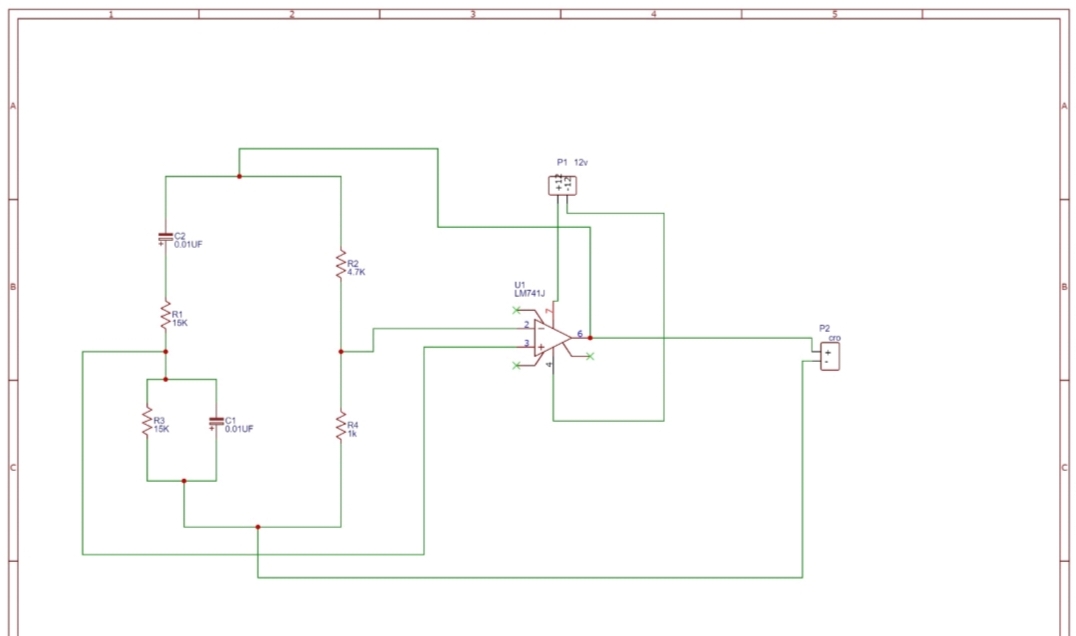 1 2 3 4 5
A A
P1 12v
+12 -12
C2
0.01UF
R2
4.7K
B B
U1
LM741J
R1
15K
7
2 - 6
3 +
4
P2
cro
+
-
R3
15K
C1
0.01UF
+
+
R4
1k
C C